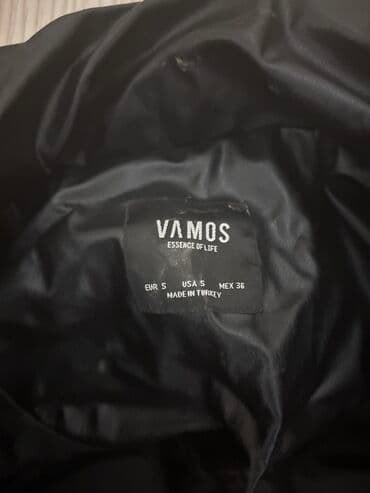 VAMOS
ESSENCE OF LIFE
EUR S USA S MEX 36
MADE IN TURKEY